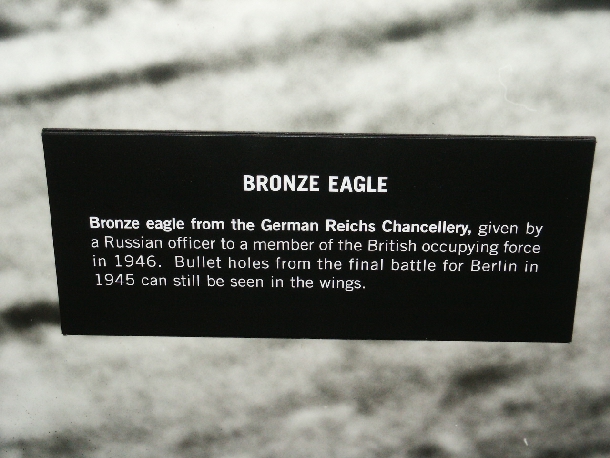 BRONZE EAGLE
Bronze eagle from the German Reichs Chancellery, given by
a Russian officer to a member of the British occupying force
in 1946. Bullet holes from the final battle for Berlin in
1945 can still be seen in the wings.